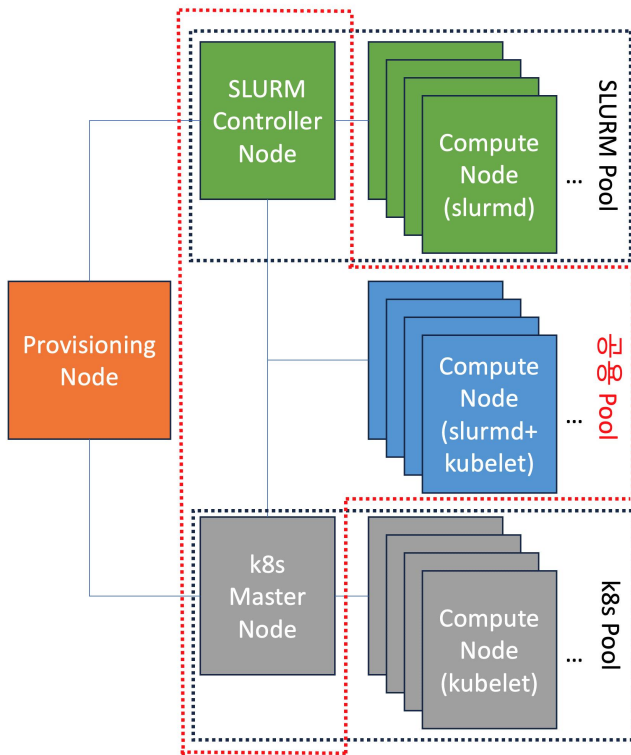 SLURM
Controller
Node
Compute
Node
(slurmd)
...
SLURM Pool
Provisioning
Node
Compute
Node
(slurmd+
kubelet)
...
공용 Pool
k8s
Master
Node
Compute
Node
(kubelet)
...
k8s Pool